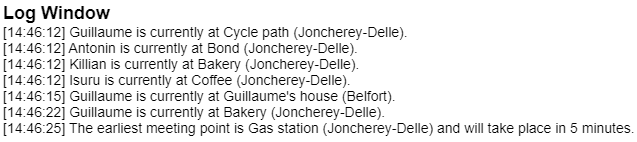 Log Window
[14:46:12] Guillaume is currently at Cycle path (Joncherey-Delle).
[14:46:12] Antonin is currently at Bond (Joncherey-Delle).
[14:46:12] Killian is currently at Bakery (Joncherey-Delle).
[14:46:12] Isuru is currently at Coffee (Joncherey-Delle).
[14:46:15] Guillaume is currently at Guillaume's house (Belfort).
[14:46:22] Guillaume is currently at Bakery (Joncherey-Delle).
[14:46:25] The earliest meeting point is Gas station (Joncherey-Delle) and will take place in 5 minutes.